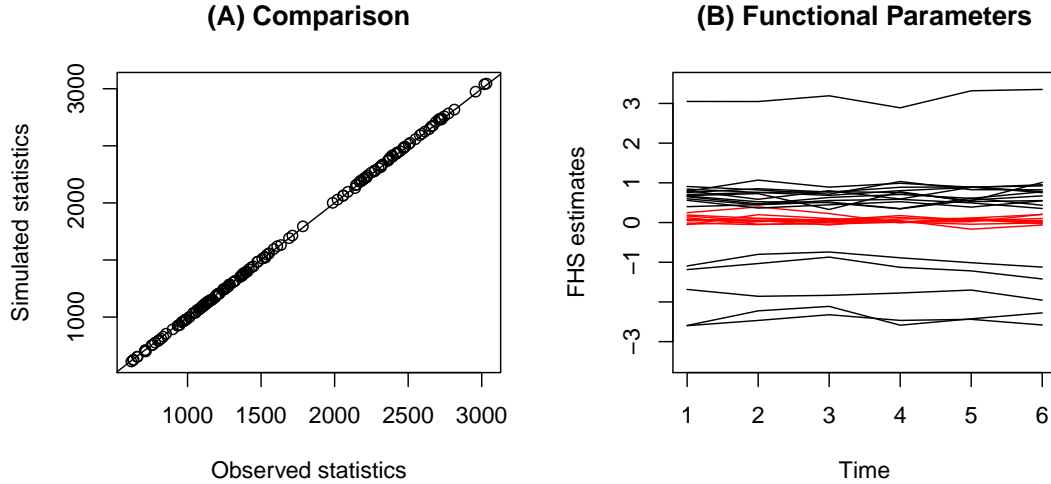 (A) Comparison
Simulated statistics
3000
2000
1000
1000 1500 2000 2500 3000
Observed statistics
(B) Functional Parameters
FHS estimates
3
2
1
0
−1
−3
1 2 3 4 5 6
Time